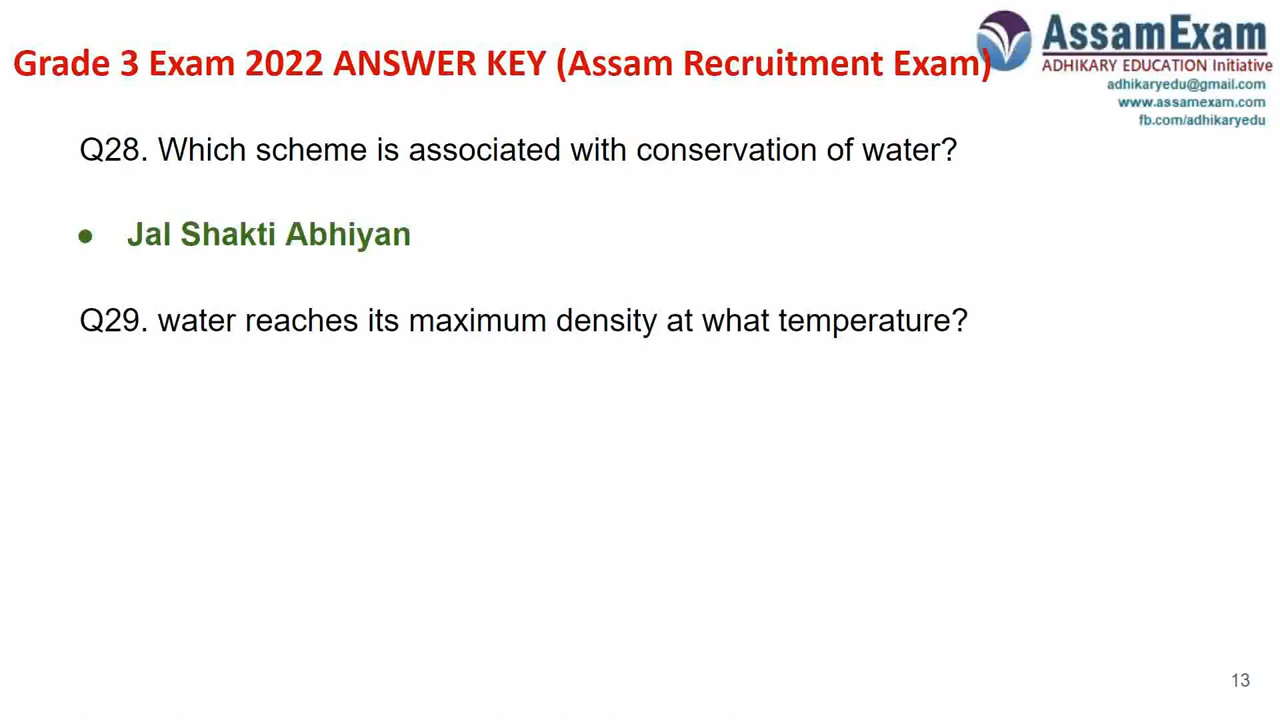 Grade 3 Exam 2022 ANSWER KEY (Assam Recruitment Exam)
AssamExam
ADHIKARY EDUCATION Initiative
adhikaryedu@gmail.com
www.assamexam.com
fb.com/adhikaryedu
Q28. Which scheme is associated with conservation of water?
● Jal Shakti Abhiyan
Q29. water reaches its maximum density at what temperature?
13